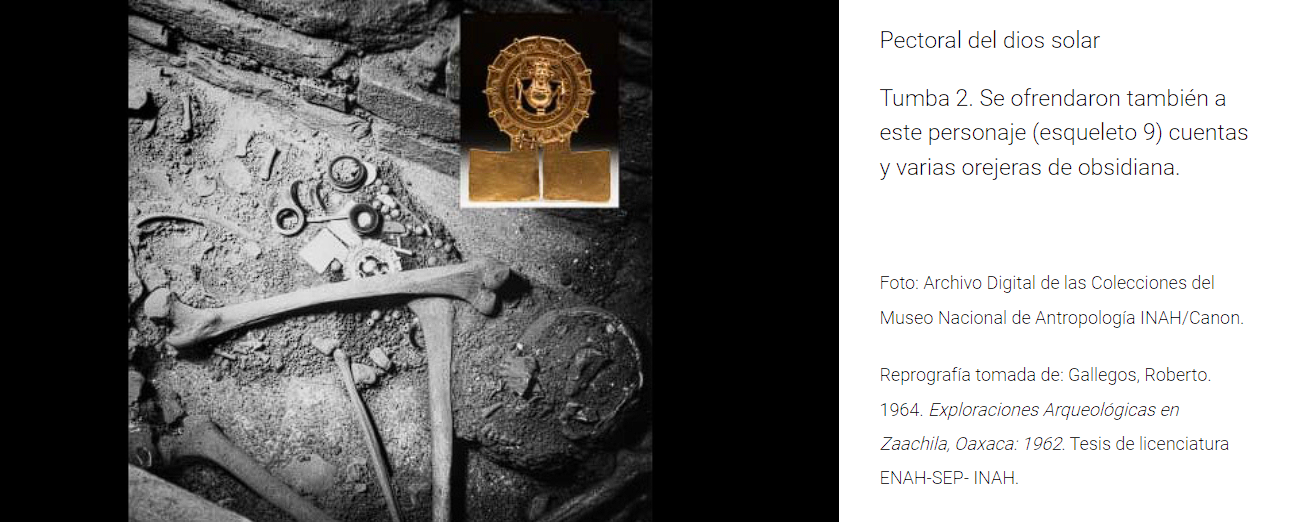 Pectoral del dios solar
Tumba 2. Se ofrendaron también a
este personaje (esqueleto 9) cuentas
y varias orejeras de obsidiana.
Foto: Archivo Digital de las Colecciones del
Museo Nacional de Antropología INAH/Canon.
Reprografía tomada de: Gallegos, Roberto.
1964. Exploraciones Arqueológicas en
Zaachila, Oaxaca: 1962. Tesis de licenciatura
ENAH-SEP- INAH.